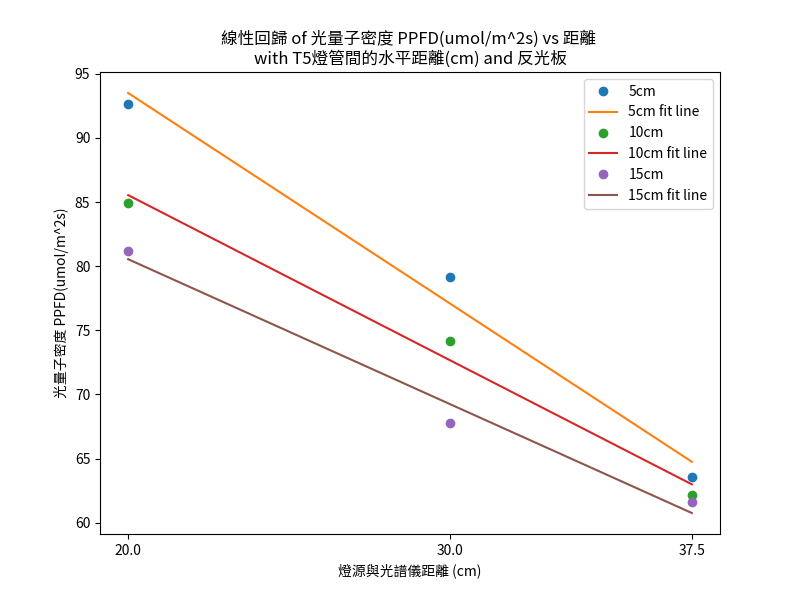 線性回歸 of 光量子密度 PPFD(umol/m^2s) vs 距離
with T5燈管間的水平距離(cm) and 反光板
光量子密度 PPFD(umol/m^2s)
95
90
85
80
75
70
65
60
5cm
5cm fit line
10cm
10cm fit line
15cm
15cm fit line
20.0
30.0
37.5
燈源與光譜儀距離 (cm)